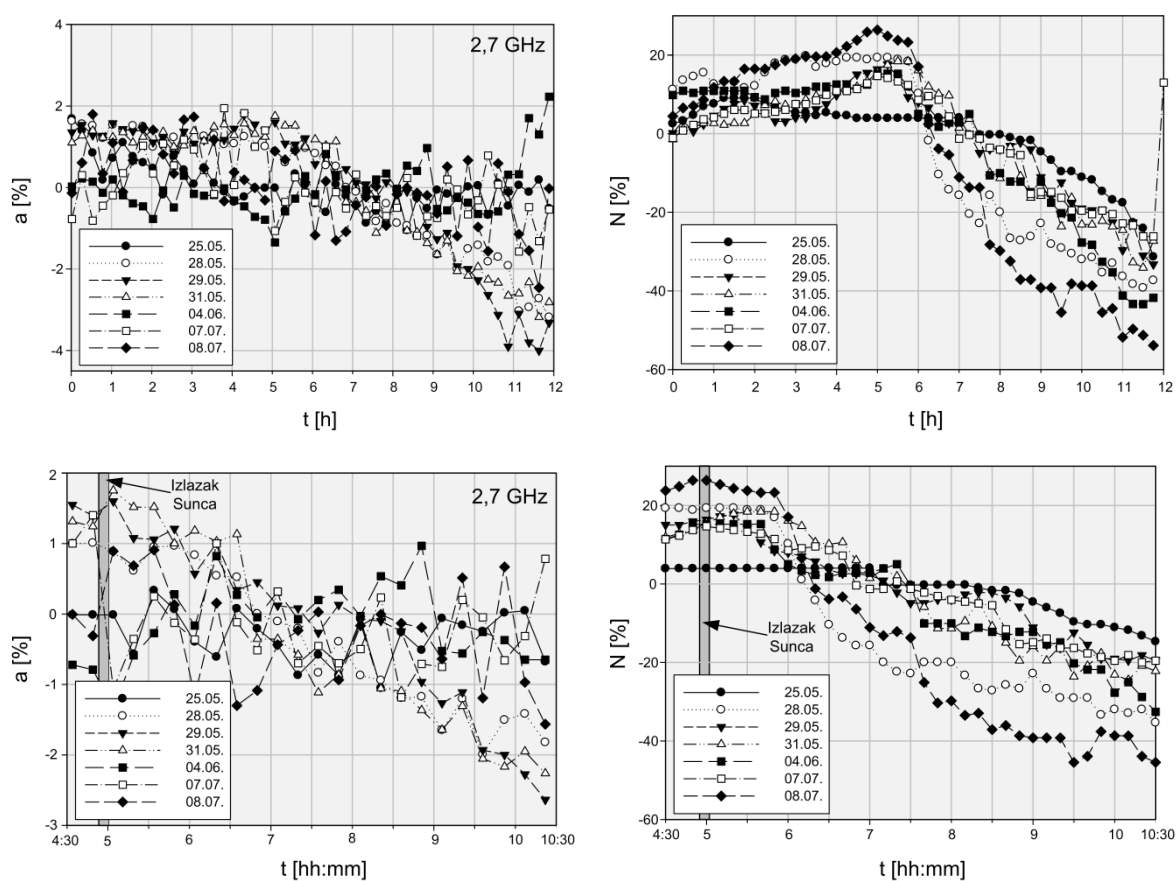 4
2
0
-2
-4
a [%]
2,7 GHz
25.05.
28.05.
29.05.
31.05.
04.06.
07.07.
08.07.
0 1 2 3 4 5 6 7 8 9 10 11 12
t [h]
20
0
-20
-40
-60
N [%]
25.05.
28.05.
29.05.
31.05.
04.06.
07.07.
08.07.
0 1 2 3 4 5 6 7 8 9 10 11 12
t [h]
2
1
0
-1
-2
-3
a [%]
Izlazak
Sunca
2,7 GHz
25.05.
28.05.
29.05.
31.05.
04.06.
07.07.
08.07.
4:30 5 6 7 8 9 10 10:30
t [hh:mm]
20
0
-20
-40
-60
N [%]
Izlazak
Sunca
25.05.
28.05.
29.05.
31.05.
04.06.
07.07.
08.07.
4:30 5 6 7 8 9 10:30
t [hh:mm]